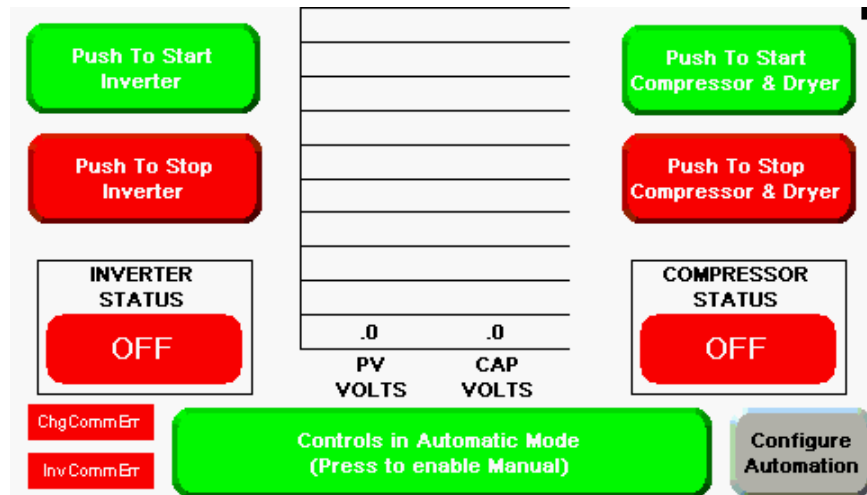 Push To Start
Inverter
Push To Start
Compressor & Dryer
Push To Stop
Inverter
Push To Stop
Compressor & Dryer
INVERTER
STATUS
OFF
.0
.0
PV
VOLTS
CAP
VOLTS
COMPRESSOR
STATUS
OFF
ChgCommErr
InvCommErr
Controls in Automatic Mode
(Press to enable Manual)
Configure
Automation